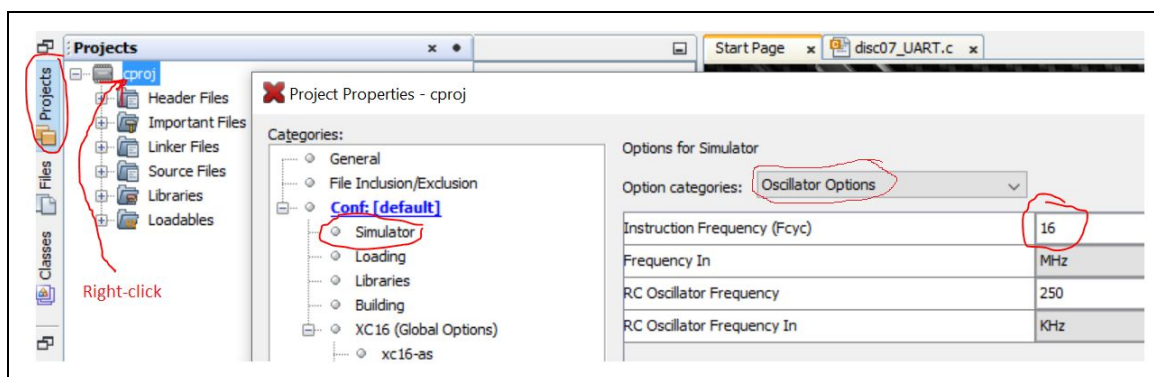 Projects
Start Page
disc07_UART.c
Projects
Files
Classes
cproj
Header Files
Important Files
Linker Files
Source Files
Libraries
Loadables
Right-click
Project Properties - cproj
Categories:
General
File Inclusion/Exclusion
Conf: [default]
Simulator
Loading
Libraries
Building
XC16 (Global Options)
xc16-as
Options for Simulator
Option categories: Oscillator Options
Instruction Frequency (Fcyc) 16
Frequency In MHz
RC Oscillator Frequency 250
RC Oscillator Frequency In KHz